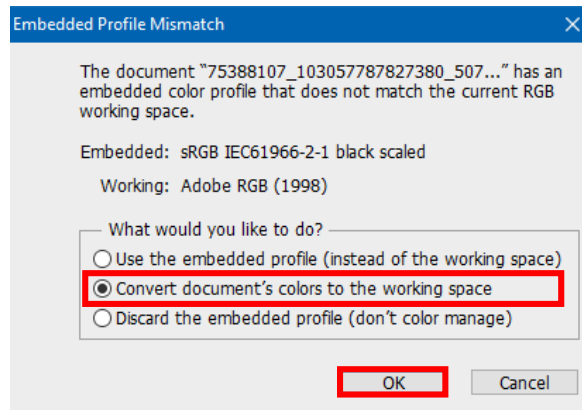 Embedded Profile Mismatch
The document “75388107_103057787827380_507...” has an
embedded color profile that does not match the current RGB
working space.
Embedded: sRGB IEC61966-2-1 black scaled
Working: Adobe RGB (1998)
What would you like to do?
Use the embedded profile (instead of the working space)
Convert document’s colors to the working space
Discard the embedded profile (don’t color manage)
OK Cancel